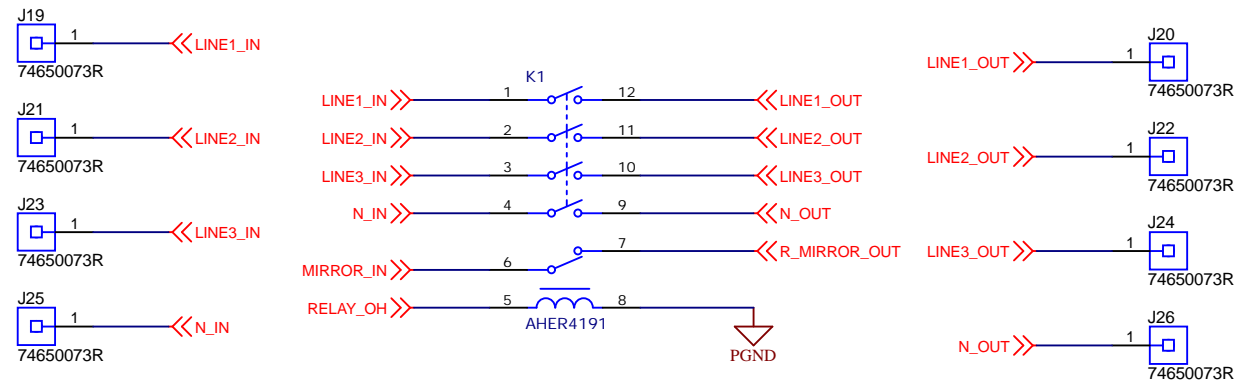 J19
1
LINE1_IN
74650073R
J21
1
LINE2_IN
74650073R
J23
1
LINE3_IN
74650073R
J25
1
N_IN
74650073R
K1
LINE1_IN 1 12 LINE1_OUT
LINE2_IN 2 11 LINE2_OUT
LINE3_IN 3 10 LINE3_OUT
N_IN 4 9 N_OUT
7 R_MIRROR_OUT
MIRROR_IN 6
RELAY_OH 5 8
AHER4191
PGND
J20
LINE1_OUT 1
74650073R
J22
LINE2_OUT 1
74650073R
J24
LINE3_OUT 1
74650073R
J26
N_OUT 1
74650073R